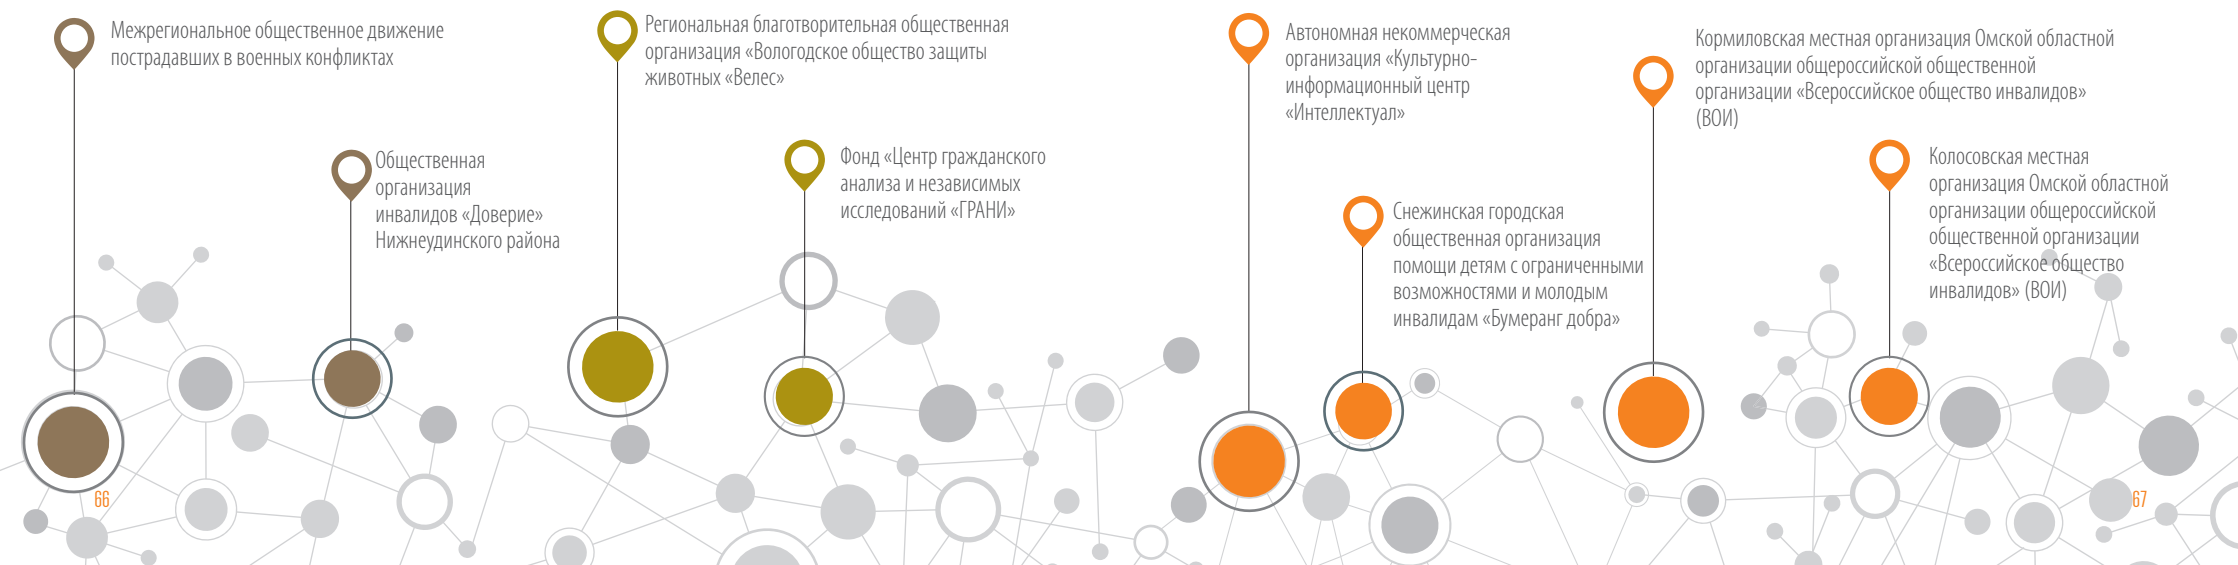 Межрегиональное общественное движение
пострадавших в военных конфликтах
Общественная
организация
инвалидов «Доверие»
Нижнеудинского района
Региональная благотворительная общественная
организация «Вологодское общество защиты
животных «Велес»
Фонд «Центр гражданского
анализа и независимых
исследований «ГРАНИ»
Автономная некоммерческая
организация «Культурно-
информационный центр
«Интеллектуал»
Снежинская городская
общественная организация
помощи детям с ограниченными
возможностями и молодым
инвалидам «Бумеранг добра»
Кормиловская местная организация Омской областной
организации общероссийской общественной
организации «Всероссийское общество инвалидов»
(ВОИ)
Колосовская местная
организация Омской областной
организации общероссийской
общественной организации
«Всероссийское общество
инвалидов» (ВОИ)
66
67